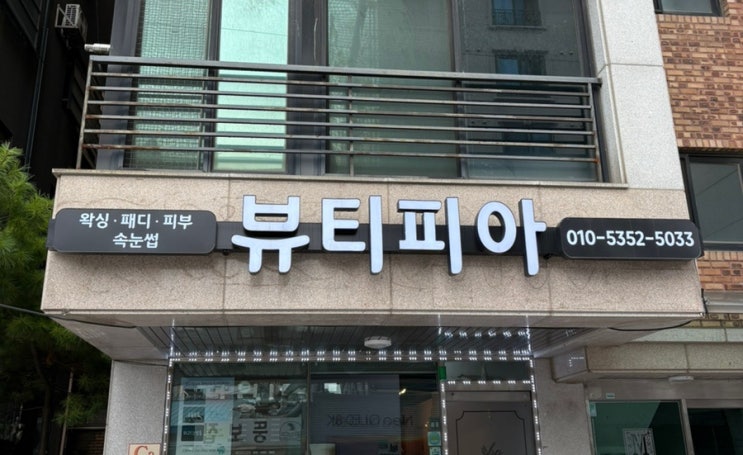 왁싱 · 패디 · 피부
속눈썹
뷰티피아
010-5352-5033